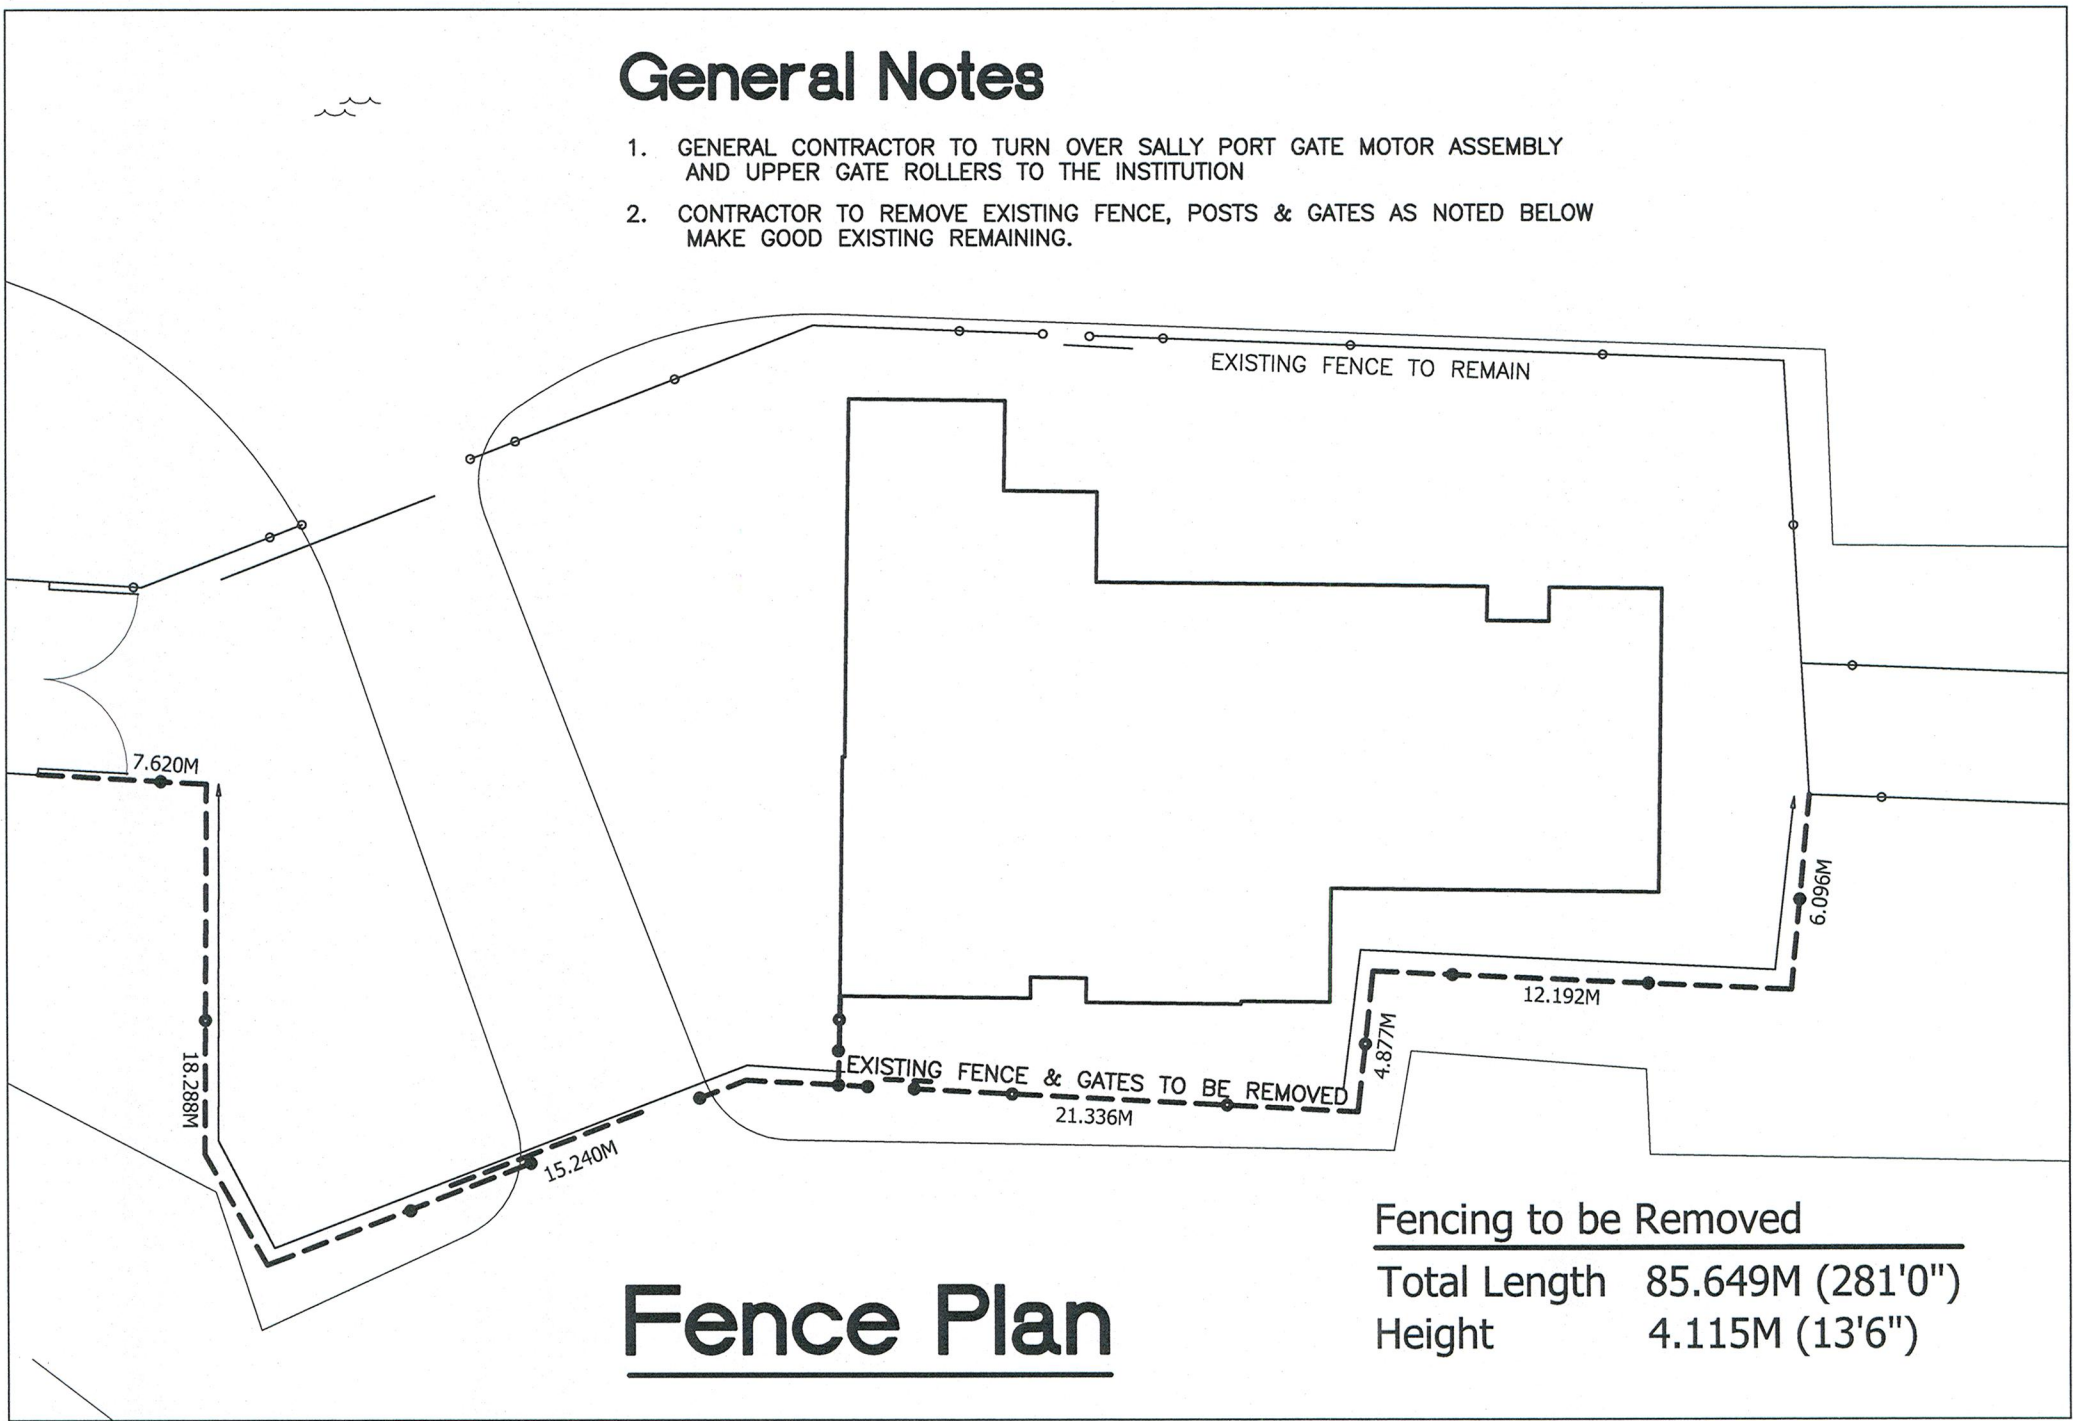 General Notes
1. GENERAL CONTRACTOR TO TURN OVER SALLY PORT GATE MOTOR ASSEMBLY
AND UPPER GATE ROLLERS TO THE INSTITUTION
2. CONTRACTOR TO REMOVE EXISTING FENCE, POSTS & GATES AS NOTED BELOW
MAKE GOOD EXISTING REMAINING.
EXISTING FENCE TO REMAIN
7.620M
6.096M
12.192M
4.877M
18.288M
EXISTING FENCE & GATES TO BE REMOVED
21.336M
15.240M
Fencing to be Removed
Total Length 85.649M (281'0")
Height 4.115M (13'6")
Fence Plan